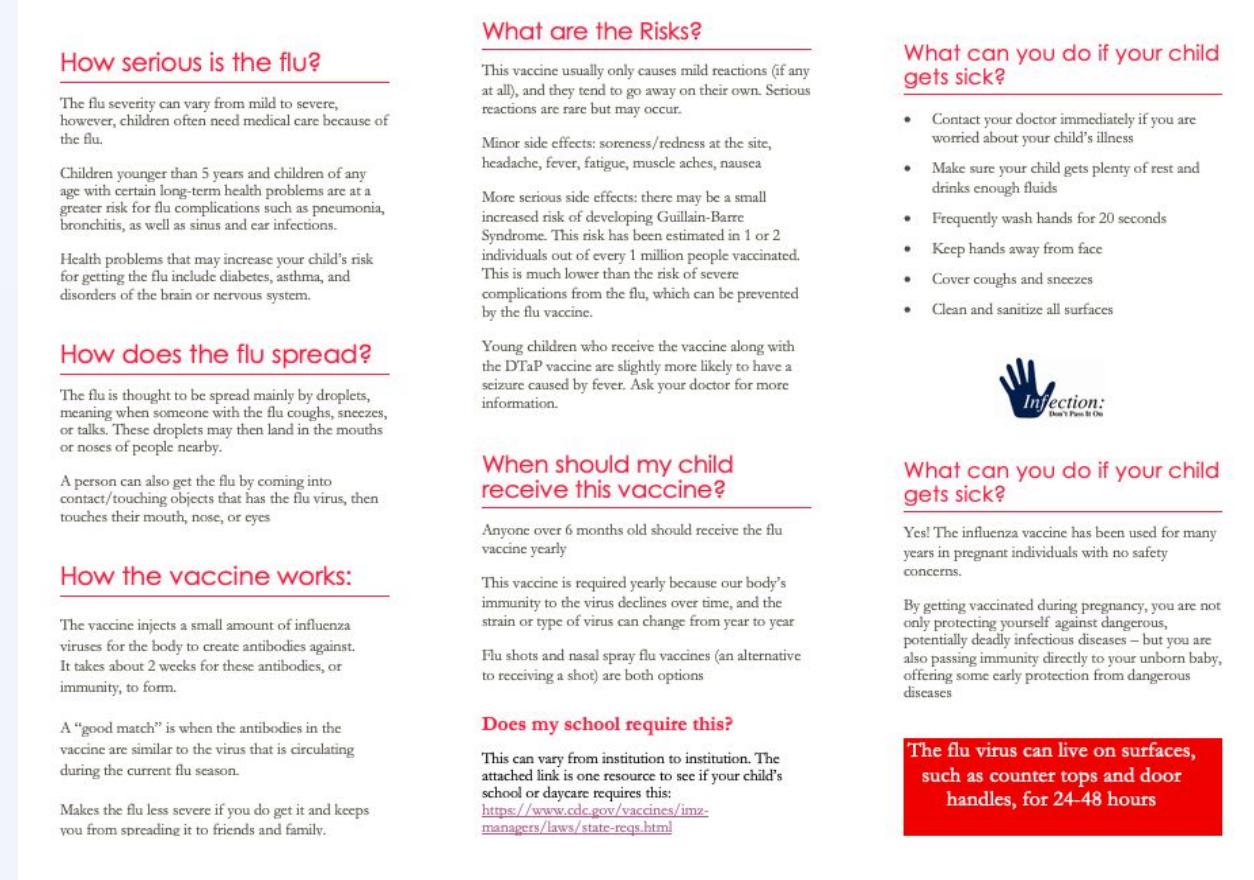 How serious is the flu?
The flu severity can vary from mild to severe,
however, children often need medical care because of
the flu.
Children younger than 5 years and children of any
age with certain long-term health problems are at a
greater risk for flu complications such as pneumonia,
bronchitis, as well as sinus and ear infections.
Health problems that may increase your child's risk
for getting the flu include diabetes, asthma, and
disorders of the brain or nervous system.
How does the flu spread?
The flu is thought to be spread mainly by droplets,
meaning when someone with the flu coughs, sneezes,
or talks. These droplets may then land in the mouths
or noses of people nearby.
A person can also get the flu by coming into
contact/touching objects that has the flu virus, then
touches their mouth, nose, or eyes
How the vaccine works:
The vaccine injects a small amount of influenza
viruses for the body to create antibodies against.
It takes about 2 weeks for these antibodies, or
immunity, to form.
A “good match” is when the antibodies in the
vaccine are similar to the virus that is circulating
during the current flu season.
Makes the flu less severe if you do get it and keeps
you from spreading it to friends and family.
What are the Risks?
This vaccine usually only causes mild reactions (if any
at all), and they tend to go away on their own. Serious
reactions are rare but may occur.
Minor side effects: soreness/redness at the site,
headache, fever, fatigue, muscle aches, nausea
More serious side effects: there may be a small
increased risk of developing Guillain-Barre
Syndrome. This risk has been estimated in 1 or 2
individuals out of every 1 million people vaccinated.
This is much lower than the risk of severe
complications from the flu, which can be prevented
by the flu vaccine.
Young children who receive the vaccine along with
the DTaP vaccine are slightly more likely to have a
seizure caused by fever. Ask your doctor for more
information.
When should my child
receive this vaccine?
Anyone over 6 months old should receive the flu
vaccine yearly
This vaccine is required yearly because our body's
immunity to the virus declines over time, and the
strain or type of virus can change from year to year
Flu shots and nasal spray flu vaccines (an alternative
to receiving a shot) are both options
Does my school require this?
This can vary from institution to institution. The
attached link is one resource to see if your child's
school or daycare requires this:
https://www.cdc.gov/vaccines/imz-
managers/laws/state-reqs.html
What can you do if your child
gets sick?
• Contact your doctor immediately if you are
worried about your child's illness
• Make sure your child gets plenty of rest and
drinks enough fluids
• Frequently wash hands for 20 seconds
• Keep hands away from face
• Cover coughs and sneezes
• Clean and sanitize all surfaces
Infection:
Don't Pass It On
What can you do if your child
gets sick?
Yes! The influenza vaccine has been used for many
years in pregnant individuals with no safety
concerns.
By getting vaccinated during pregnancy, you are not
only protecting yourself against dangerous,
potentially deadly infectious diseases – but you are
also passing immunity directly to your unborn baby,
offering some early protection from dangerous
diseases
The flu virus can live on surfaces,
such as counter tops and door
handles, for 24-48 hours